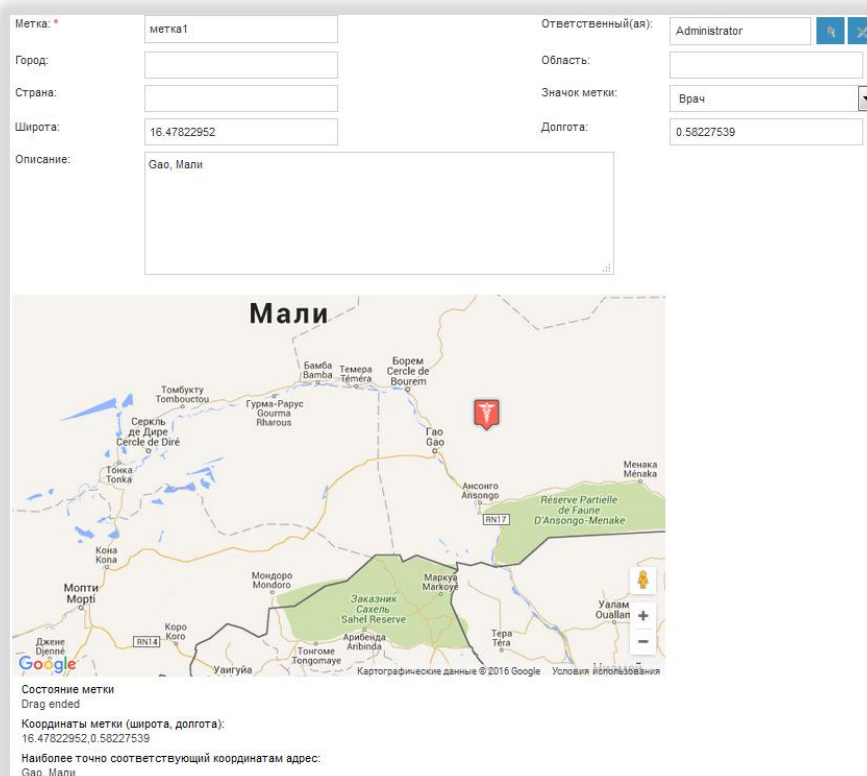 Метка: * метка1 Ответственный(ая): Administrator
Город: Область:
Страна: Значок метки: Врач
Широта: 16.47822952 Долгота: 0.58227539
Описание: Gao, Мали
Мали
Бамба
Bamba
Темера
Téméra
Борем
Cercle de
Bourem
Томбукту
Tombouctou
Гурма-Рарус
Gourma
Rharous
Серкль
де Дире
Cercle de Diré
Гао
Gao
Тонка
Tonka
Ансонго
Ansongo
Менака
Ménaka
Réserve Partielle
de Faune
D'Ansongo-Menake
RN17
Кона
Kona
Мопти
Mopti
Мондоро
Mondoro
Маркуа
Markoye
Заказник
Сахель
Sahel Reserve
Уалам
Ouallam
Коро
Koro
RN14
Арибенда
Aribinda
Тера
Téra
Дженне
Djenné
Тонгоме
Tongomaye
Уаигуйа
Ниамей
Google
Картографические данные © 2016 Google Условия использования
Состояние метки
Drag ended
Координаты метки (широта, долгота):
16.47822952,0.58227539
Наиболее точно соответствующий координатам адрес:
Gao, Мали